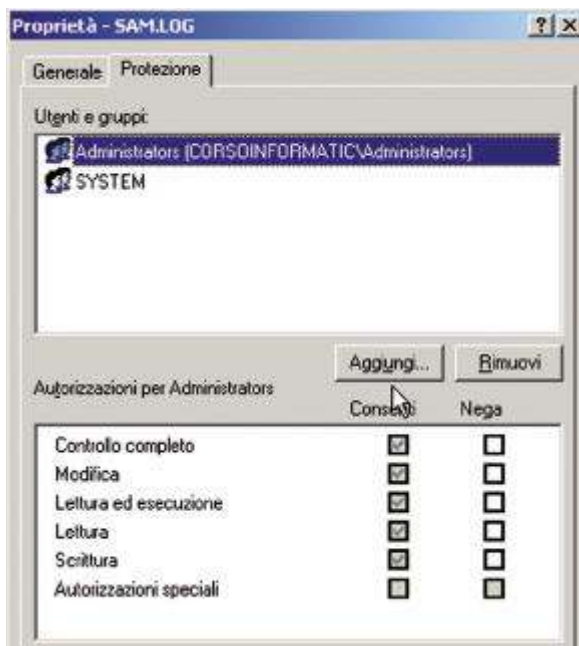 Proprietà - SAM.LOG
Generale Protezione
Utenti e gruppi:
Administrators (CORSOINFORMATIC\Administrators)
SYSTEM
Aggiungi... Rimuovi
Autorizzazioni per Administrators
Consenti Nega
Controllo completo
Modifica
Lettura ed esecuzione
Lettura
Scrittura
Autorizzazioni speciali